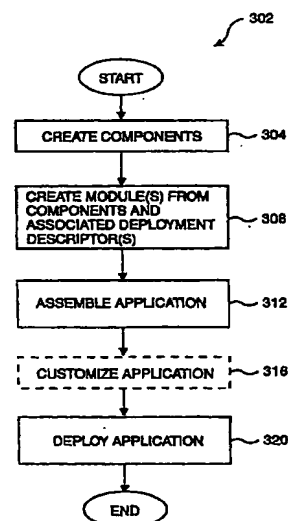 302
START
CREATE COMPONENTS
304
CREATE MODULE(S) FROM
COMPONENTS AND
ASSOCIATED DEPLOYMENT
DESCRIPTOR(S)
308
ASSEMBLE APPLICATION
312
CUSTOMIZE APPLICATION
316
DEPLOY APPLICATION
320
END